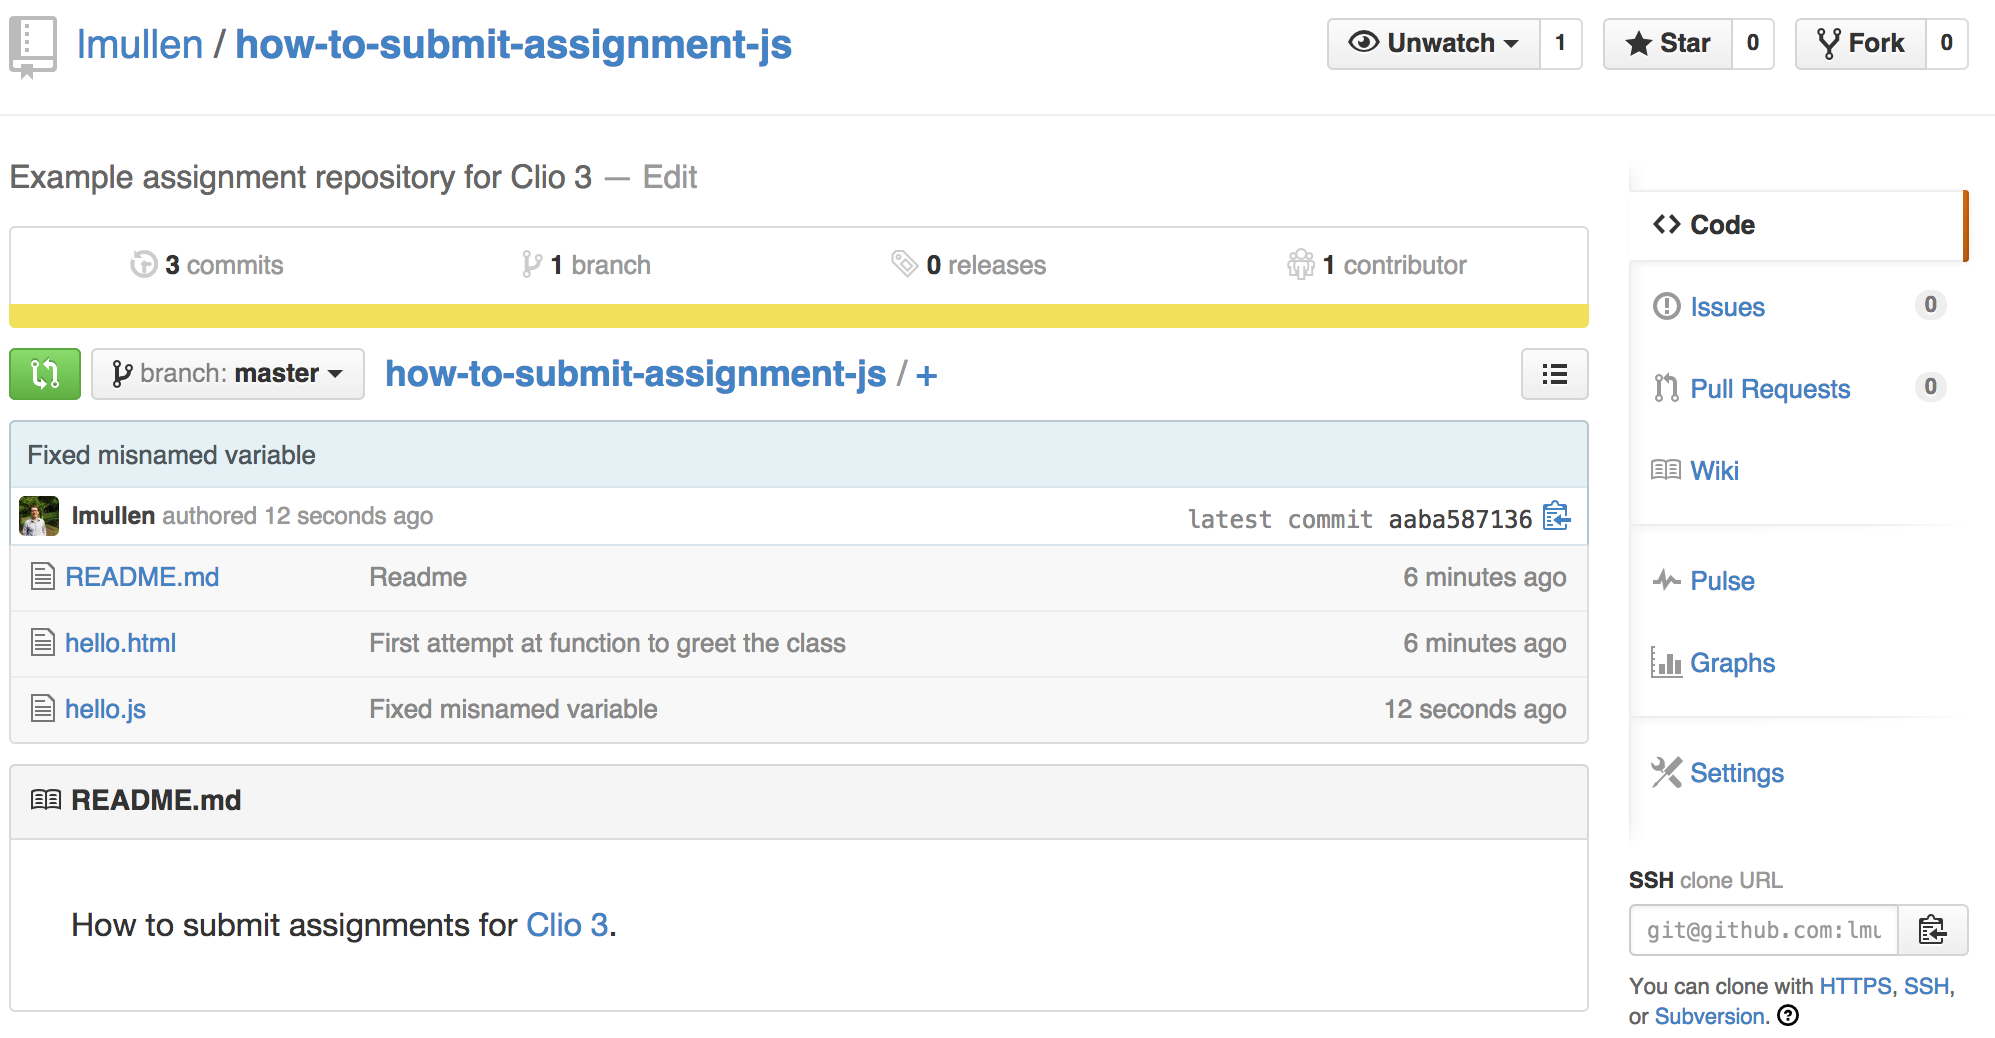 lmullen / how-to-submit-assignment-js
Unwatch 1
Star 0
Fork 0
Example assignment repository for Clio 3 — Edit
3 commits
1 branch
0 releases
1 contributor
branch: master
how-to-submit-assignment-js / +
Fixed misnamed variable
lmullen authored 12 seconds ago
latest commit aaba587136
README.md Readme 6 minutes ago
hello.html First attempt at function to greet the class 6 minutes ago
hello.js Fixed misnamed variable 12 seconds ago
README.md
How to submit assignments for Clio 3.
Code
Issues 0
Pull Requests 0
Wiki
Pulse
Graphs
Settings
SSH clone URL
git@github.com:lmu
You can clone with HTTPS, SSH,
or Subversion.